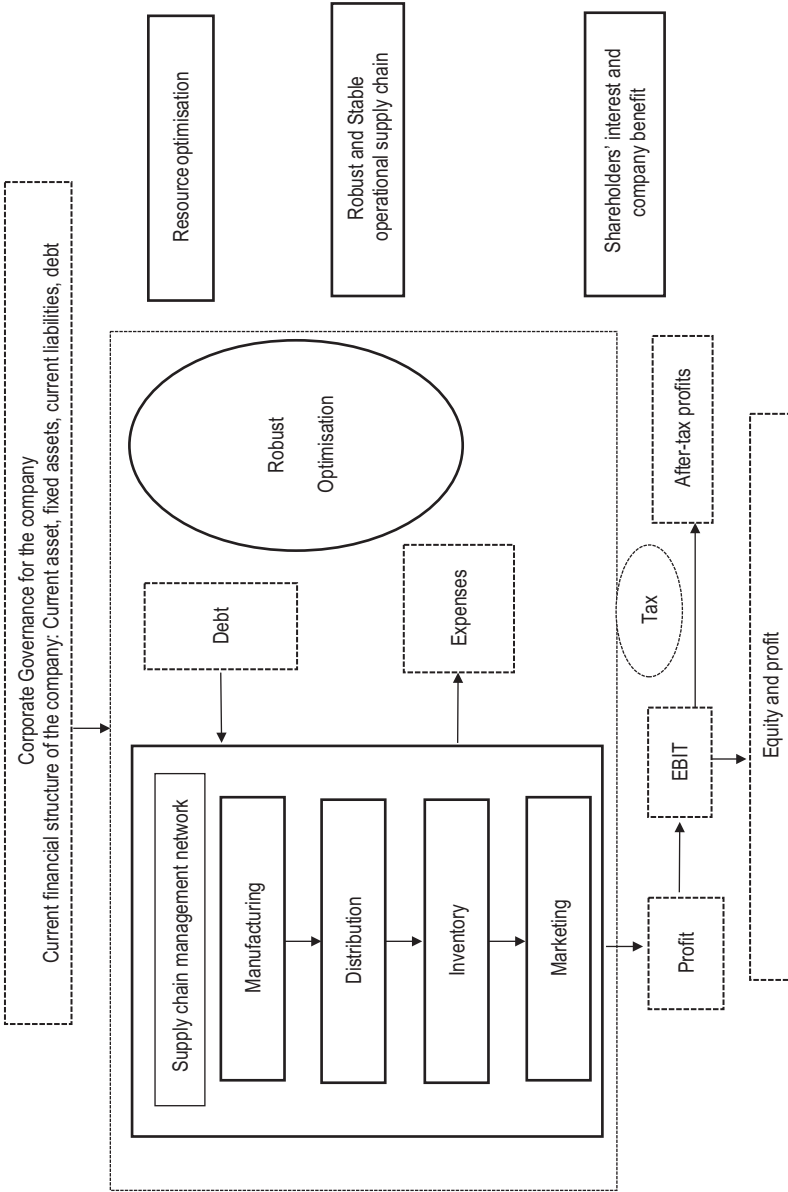 Corporate Governance for the company
Current financial structure of the company: Current asset, fixed assets, current liabilities, debt
Supply chain management network
Manufacturing
Distribution
Inventory
Marketing
Debt
Expenses
Robust
Optimisation
Resource optimisation
Robust and Stable
operational supply chain
Shareholders' interest and
company benefit
Profit
EBIT
Tax
After-tax profits
Equity and profit